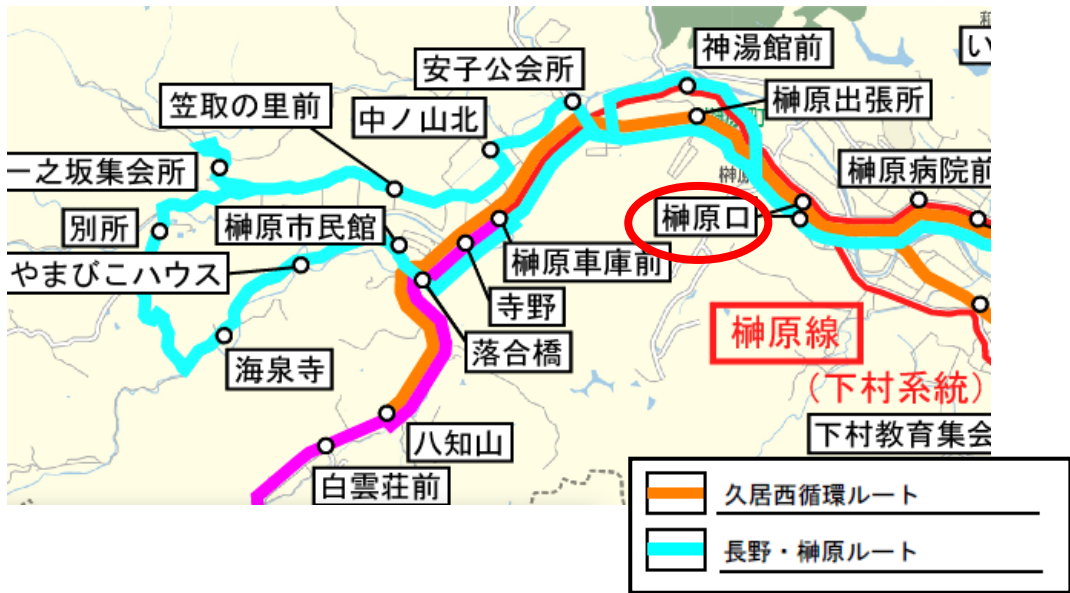 和
い
神湯館前
安子公会所
笠取の里前
榊原出張所
中ノ山北
一之坂集会所
榊原病院前
榊原
榊原口
別所
榊原市民館
榊原車庫前
やまびこハウス
寺野
榊原線
落合橋
海泉寺
（下村系統）
八知山
下村教育集会
白雲荘前
久居西循環ルート
長野・榊原ルート